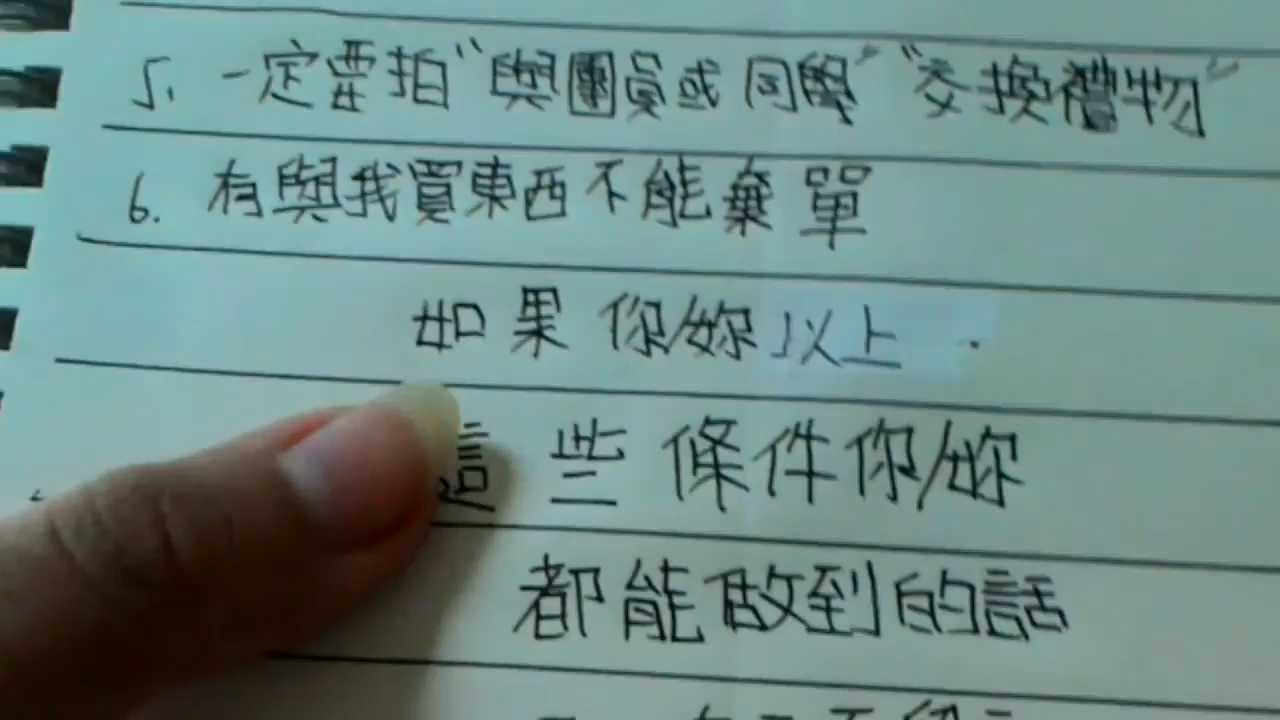 5. 一定要拍“與團員或同學”“交換禮物”
6. 有與我買東西不能棄單
如果你/妳以上.
這些條件你/妳
都能做到的話